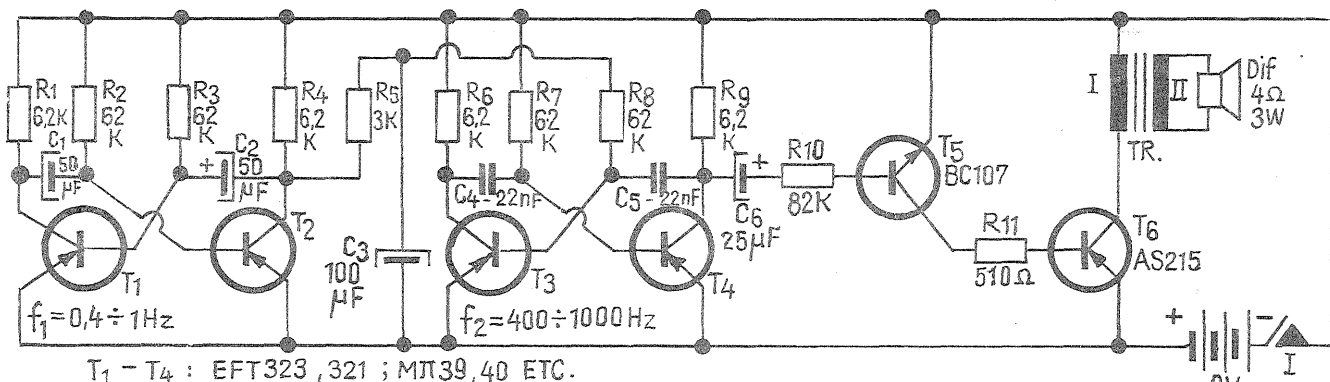 R1
6,2K
R2
62
K
R3
62
K
R4
6,2
K
R5
3K
R6
6,2
K
R7
62
K
R8
62
K
R9
6,2
K
I
II
Dif
4Ω
3W
TR.
C1
50
μF
+
C2
50
μF
C4-22nF
C5-22nF
+
C6
25μF
R10
82K
T5
BC107
R11
510Ω
T6
AS215
T1
T2
C3
100
μF
T3
T4
f1=0,4÷1Hz
f2=400÷1000Hz
+
-
I
T1-T4: EFT323,321; МП39,40 ETC.